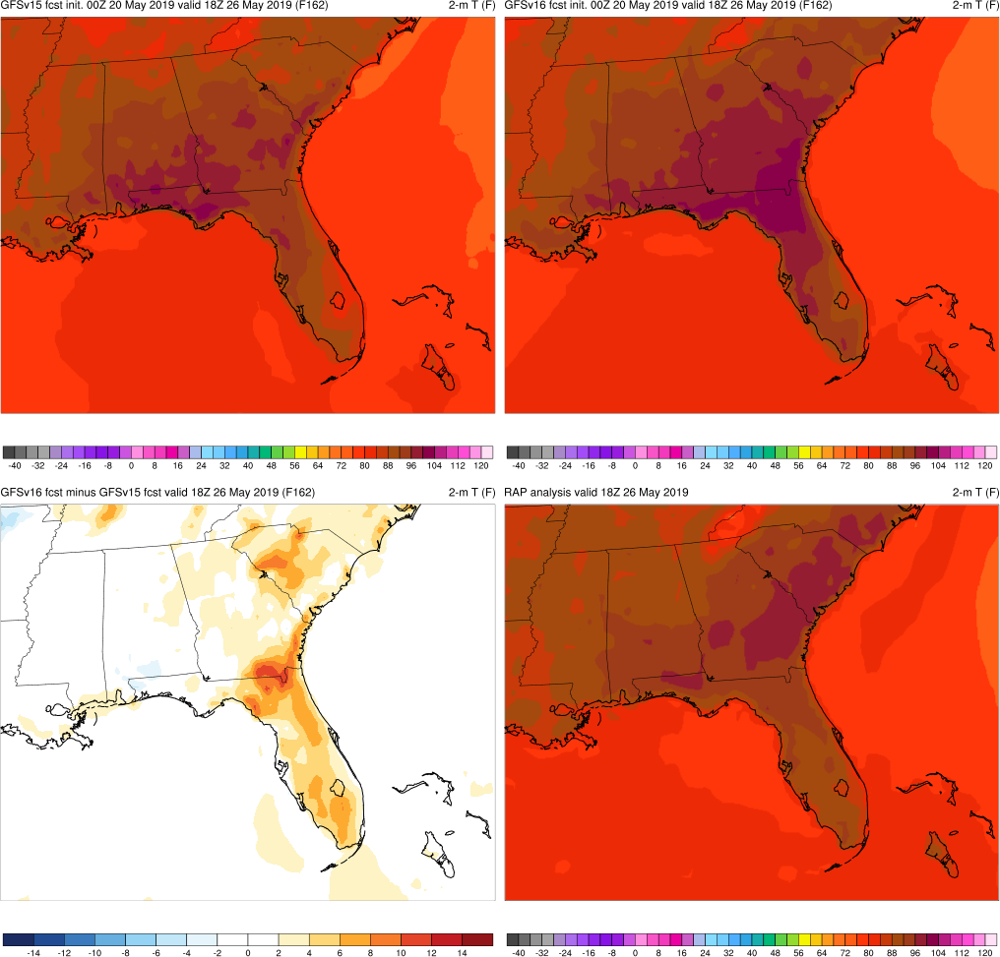 GFSv15 fcst init. 00Z 20 May 2019 valid 18Z 26 May 2019 (F162) 2-m T (F)
GFSv16 fcst init. 00Z 20 May 2019 valid 18Z 26 May 2019 (F162) 2-m T (F)
-40 -32 -24 -16 -8 0 8 16 24 32 40 48 56 64 72 80 88 96 104 112 120
-40 -32 -24 -16 -8 0 8 16 24 32 40 48 56 64 72 80 88 96 104 112 120
GFSv16 fcst minus GFSv15 fcst valid 18Z 26 May 2019 (F162) 2-m T (F)
RAP analysis valid 18Z 26 May 2019 2-m T (F)
-14 -12 -10 -8 -6 -4 -2 0 2 4 6 8 10 12 14
-40 -32 -24 -16 -8 0 8 16 24 32 40 48 56 64 72 80 88 96 104 112 120